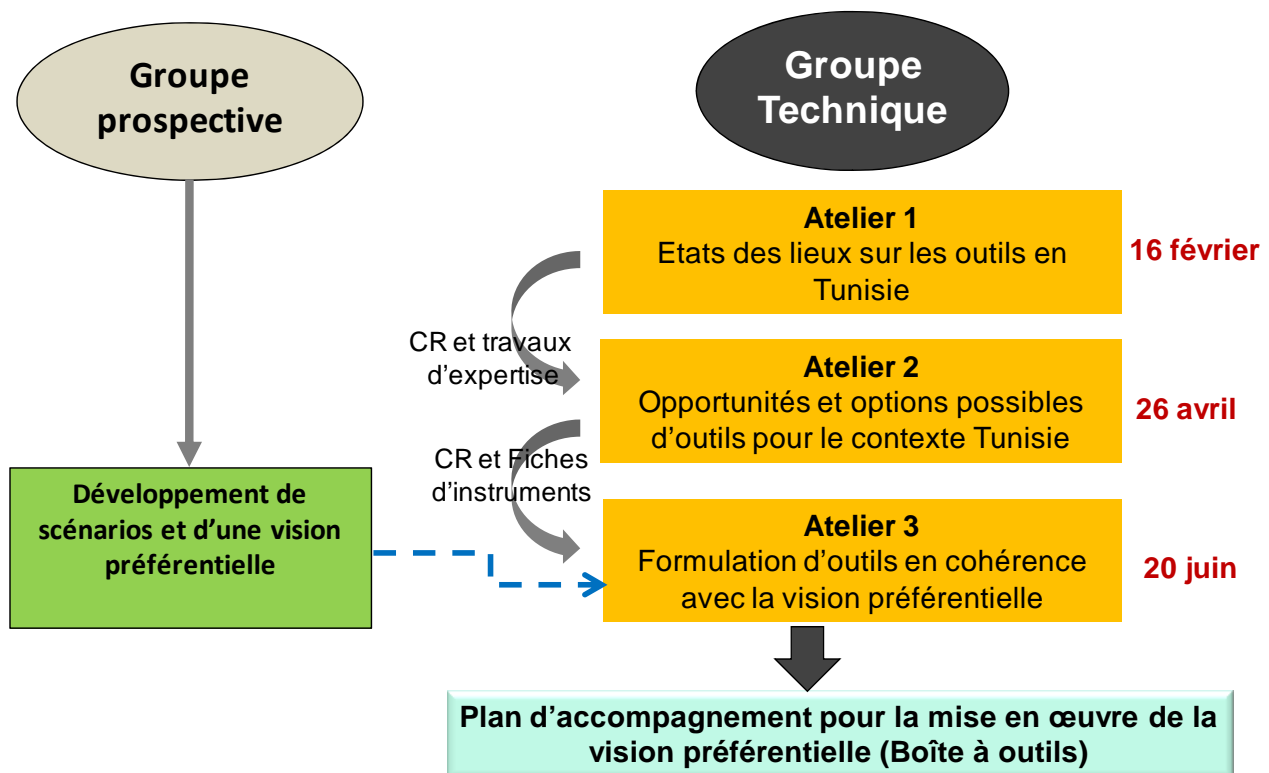 Groupe
prospective
Groupe
Technique
Atelier 1
Etats des lieux sur les outils en
Tunisie
16 février
CR et travaux
d'expertise
Atelier 2
Opportunités et options possibles
d'outils pour le contexte Tunisie
26 avril
CR et Fiches
d'instruments
Développement de
scénarios et d'une vision
préférentielle
Atelier 3
Formulation d'outils en cohérence
avec la vision préférentielle
20 juin
Plan d'accompagnement pour la mise en œuvre de la
vision préférentielle (Boîte à outils)